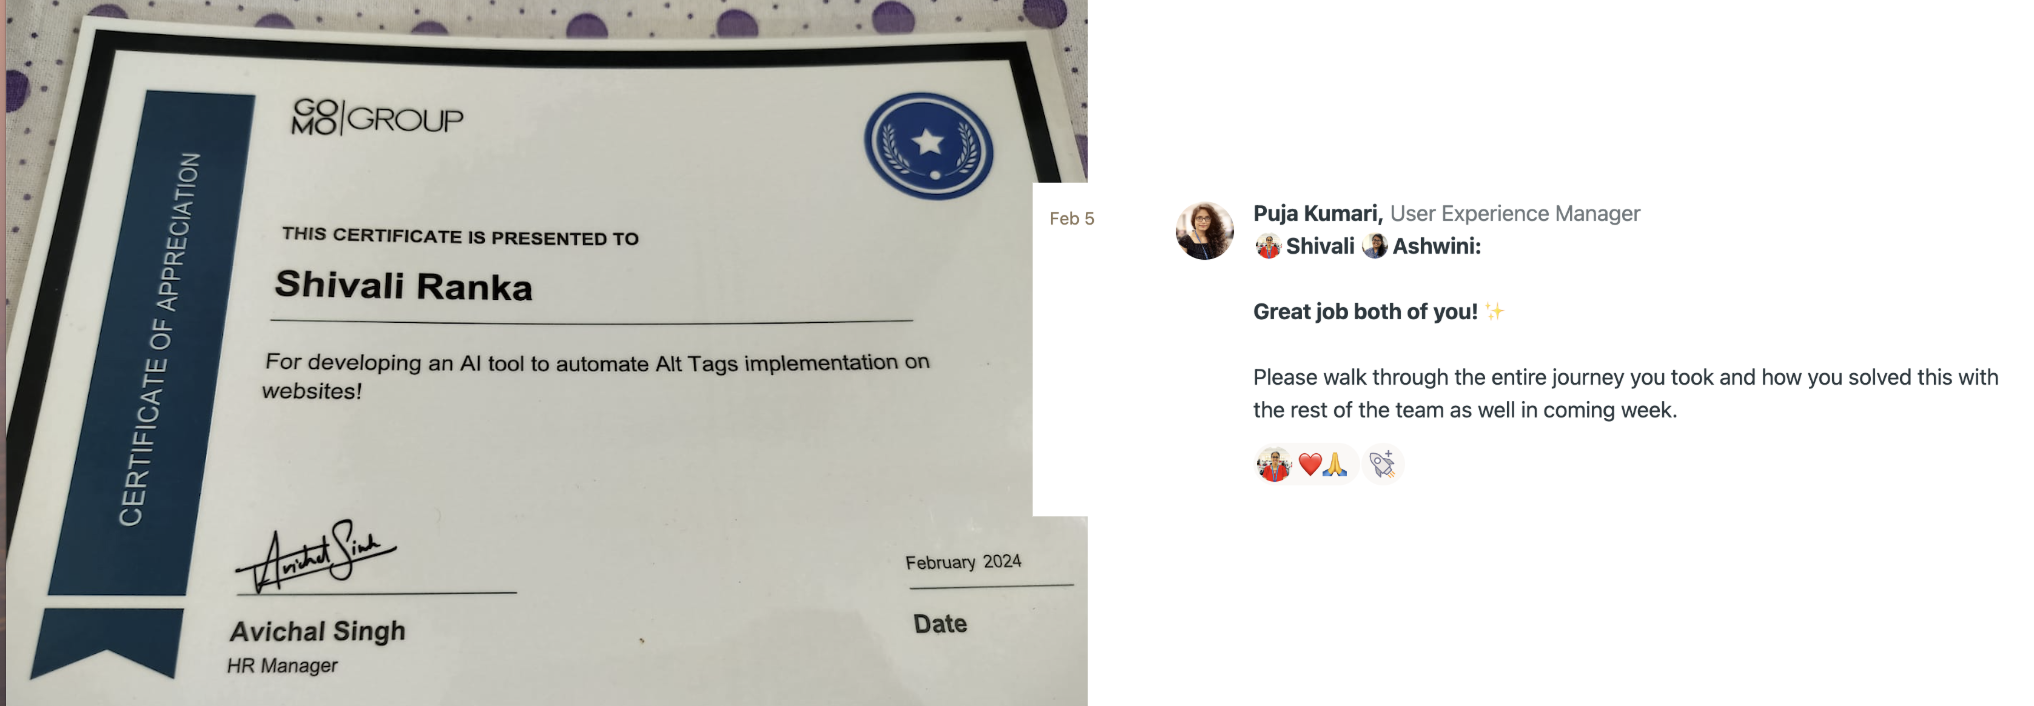 GO
MO|GROUP
CERTIFICATE OF APPRECIATION
THIS CERTIFICATE IS PRESENTED TO
Shivali Ranka
For developing an AI tool to automate Alt Tags implementation on
websites!
Avichal Singh
Avichal Singh
HR Manager
February 2024
Date
Feb 5
Puja Kumari, User Experience Manager
Shivali Ashwini:
Great job both of you! ✨
Please walk through the entire journey you took and how you solved this with
the rest of the team as well in coming week.